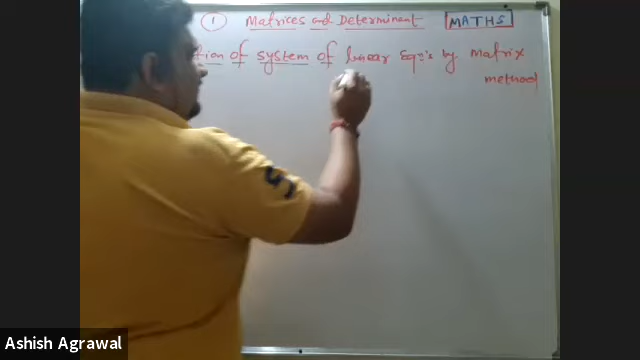 ① Matrices and Determinant MATHS
tion of system of linear Eqn's by Matrix
method
Ashish Agrawal